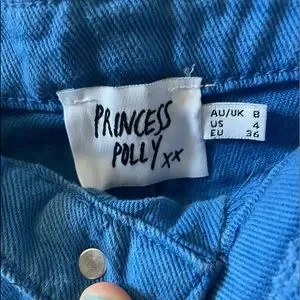 PRINCESS
POLLY xx
AU/UK 8
US 4
EU 36